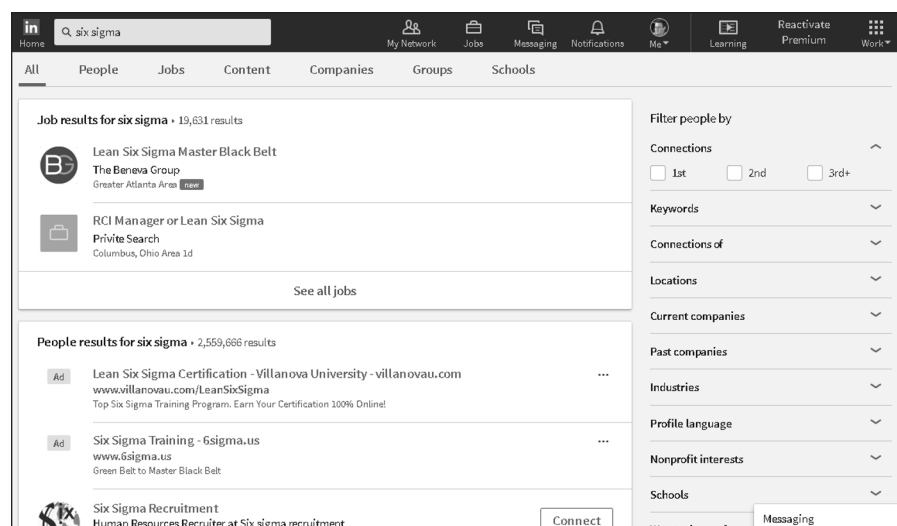 in
six sigma
Home
My Network
Jobs
Messaging
Notifications
Me
Learning
Reactivate
Premium
Work
All
People
Jobs
Content
Companies
Groups
Schools
Job results for six sigma • 19,631 results
BG
Lean Six Sigma Master Black Belt
The Beneva Group
Greater Atlanta Area new
RCI Manager or Lean Six Sigma
Privite Search
Columbus, Ohio Area 1d
See all jobs
People results for six sigma • 2,559,666 results
Ad
Lean Six Sigma Certification - Villanova University - villanovau.com
...
www.villanovau.com/LeanSixSigma
Top Six Sigma Training Program. Earn Your Certification 100% Online!
Ad
Six Sigma Training - 6sigma.us
...
www.6sigma.us
Green Belt to Master Black Belt
Six Sigma Recruitment
Human Resources Recruiter at Six sigma recruitment
Connect
Filter people by
Connections
1st
2nd
3rd+
Keywords
Connections of
Locations
Current companies
Past companies
Industries
Profile language
Nonprofit interests
Schools
Messaging